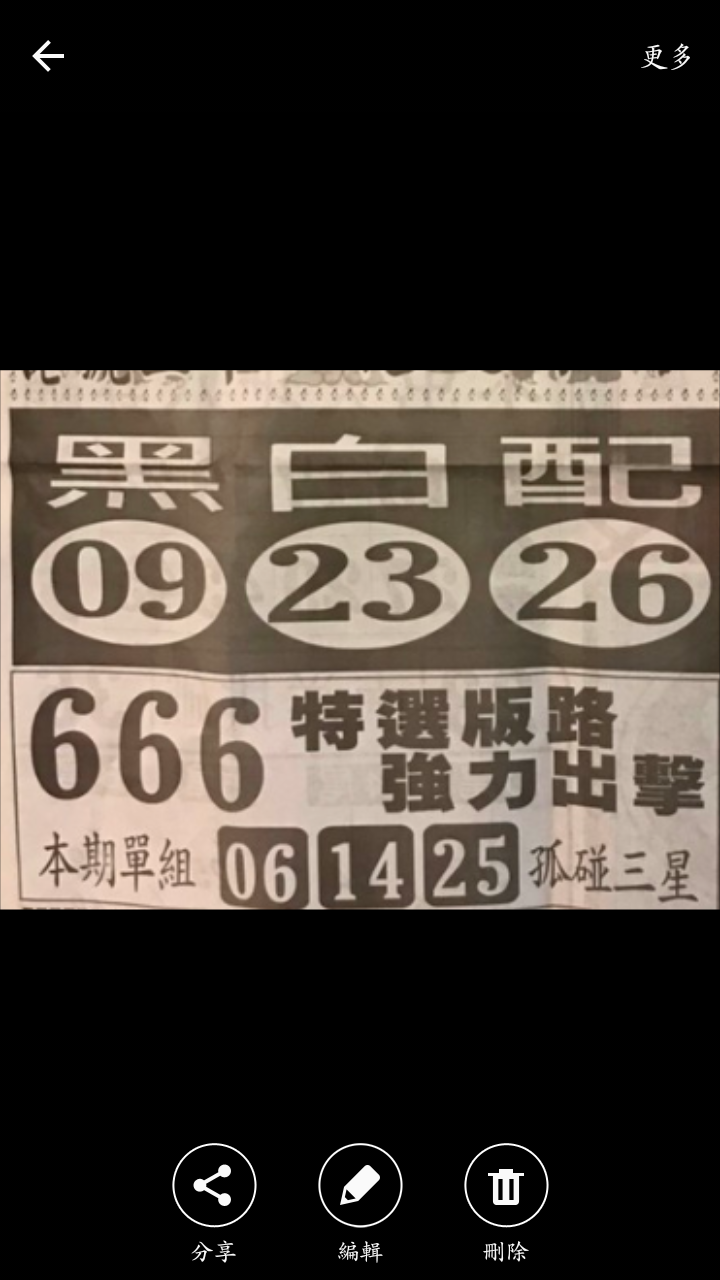 更多
黑白配
09 23 26
666 特選版路
強力出擊
本期單組 06 14 25 孤碰三星
分享 編輯 刪除